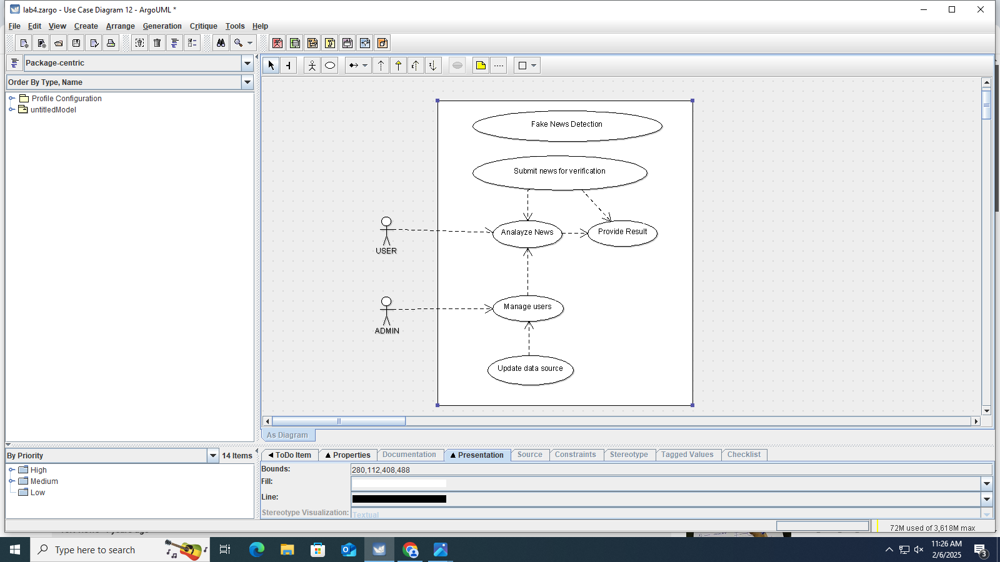 lab4.zargo - Use Case Diagram 12 - ArgoUML *
File Edit View Create Arrange Generation Critique Tools Help
Package-centric
Order By Type, Name
Profile Configuration
untitledModel
Fake News Detection
Submit news for verification
Analayze News
Provide Result
USER
Manage users
ADMIN
Update data source
As Diagram
By Priority
14 Items
High
Medium
Low
ToDo Item
Properties
Documentation
Presentation
Source
Constraints
Stereotype
Tagged Values
Checklist
Bounds:
280,112,408,488
Fill:
Line:
Stereotype Visualization:
Textual
72M used of 3,618M max
Type here to search
11:26 AM
2/6/2025
3